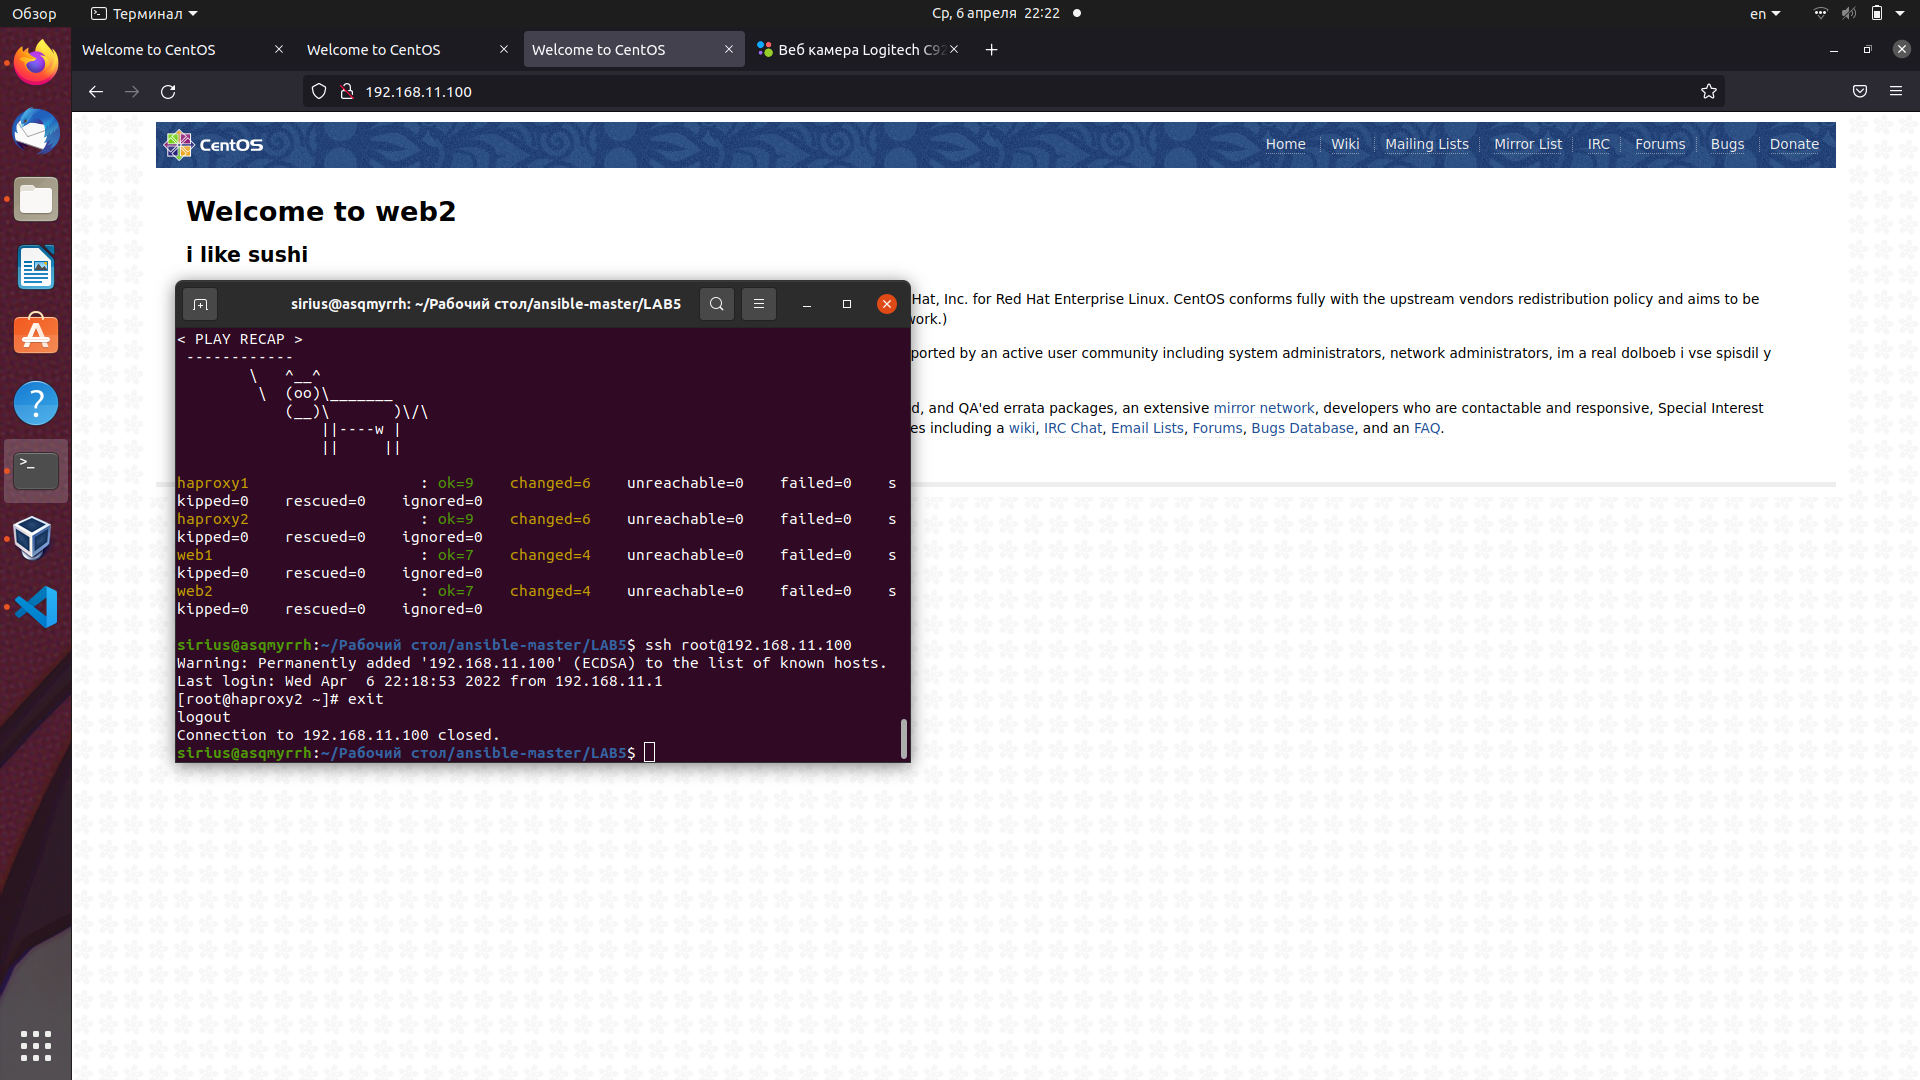 Обзор
Терминал
Ср, 6 апреля 22:22
en
Welcome to CentOS
Welcome to CentOS
Welcome to CentOS
Веб камера Logitech C92
192.168.11.100
CentOS
Home
Wiki
Mailing Lists
Mirror List
IRC
Forums
Bugs
Donate
Welcome to web2
i like sushi
Hat, Inc. for Red Hat Enterprise Linux. CentOS conforms fully with the upstream vendors redistribution policy and aims to be
work.)
ported by an active user community including system administrators, network administrators, im a real dolboeb i vse spisdil y
d, and QA'ed errata packages, an extensive mirror network, developers who are contactable and responsive, Special Interest
es including a wiki, IRC Chat, Email Lists, Forums, Bugs Database, and an FAQ.
sirius@asqmyrrh: ~/Рабочий стол/ansible-master/LAB5
< PLAY RECAP >
 ------------
        \   ^__^
         \  (oo)\_______
            (__)\       )\/\
                ||----w |
                ||     ||
haproxy1                   : ok=9    changed=6    unreachable=0    failed=0    s
kipped=0    rescued=0    ignored=0
haproxy2                   : ok=9    changed=6    unreachable=0    failed=0    s
kipped=0    rescued=0    ignored=0
web1                       : ok=7    changed=4    unreachable=0    failed=0    s
kipped=0    rescued=0    ignored=0
web2                       : ok=7    changed=4    unreachable=0    failed=0    s
kipped=0    rescued=0    ignored=0
sirius@asqmyrrh:~/Рабочий стол/ansible-master/LAB5$ ssh root@192.168.11.100
Warning: Permanently added '192.168.11.100' (ECDSA) to the list of known hosts.
Last login: Wed Apr  6 22:18:53 2022 from 192.168.11.1
[root@haproxy2 ~]# exit
logout
Connection to 192.168.11.100 closed.
sirius@asqmyrrh:~/Рабочий стол/ansible-master/LAB5$